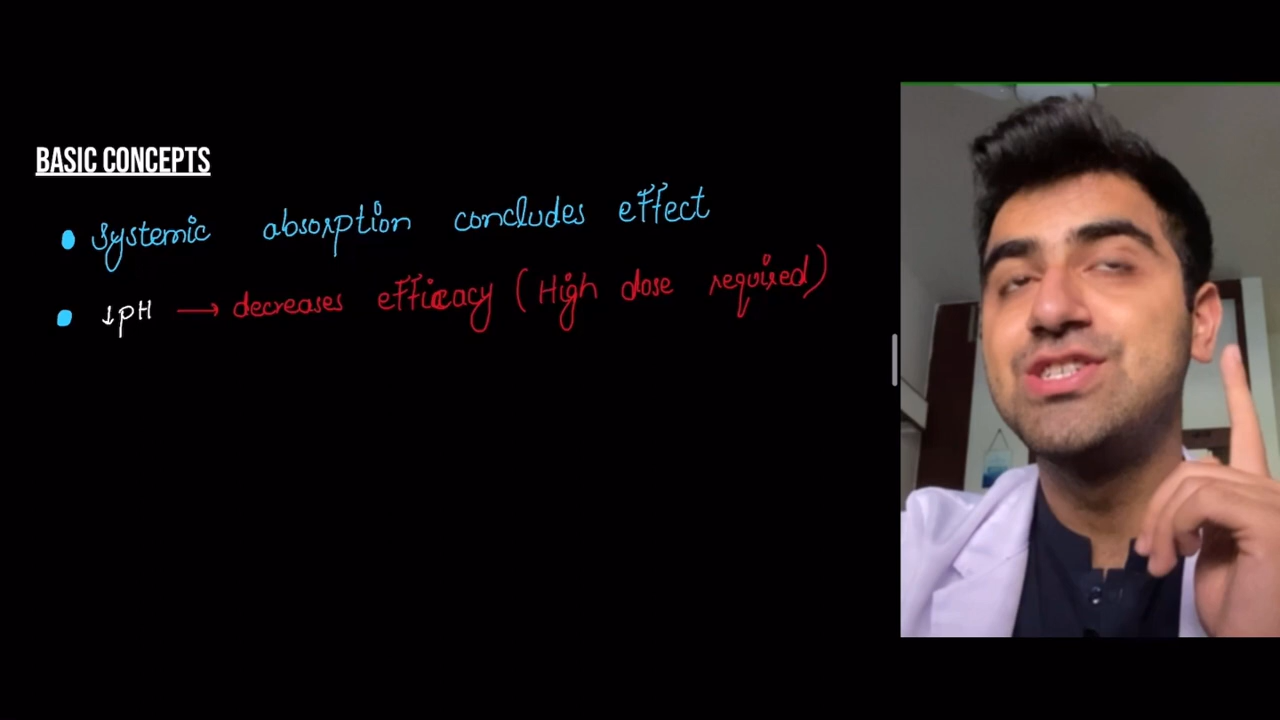 BASIC CONCEPTS
• Systemic absorption concludes effect
• ↓pH → decreases efficacy (High dose required)